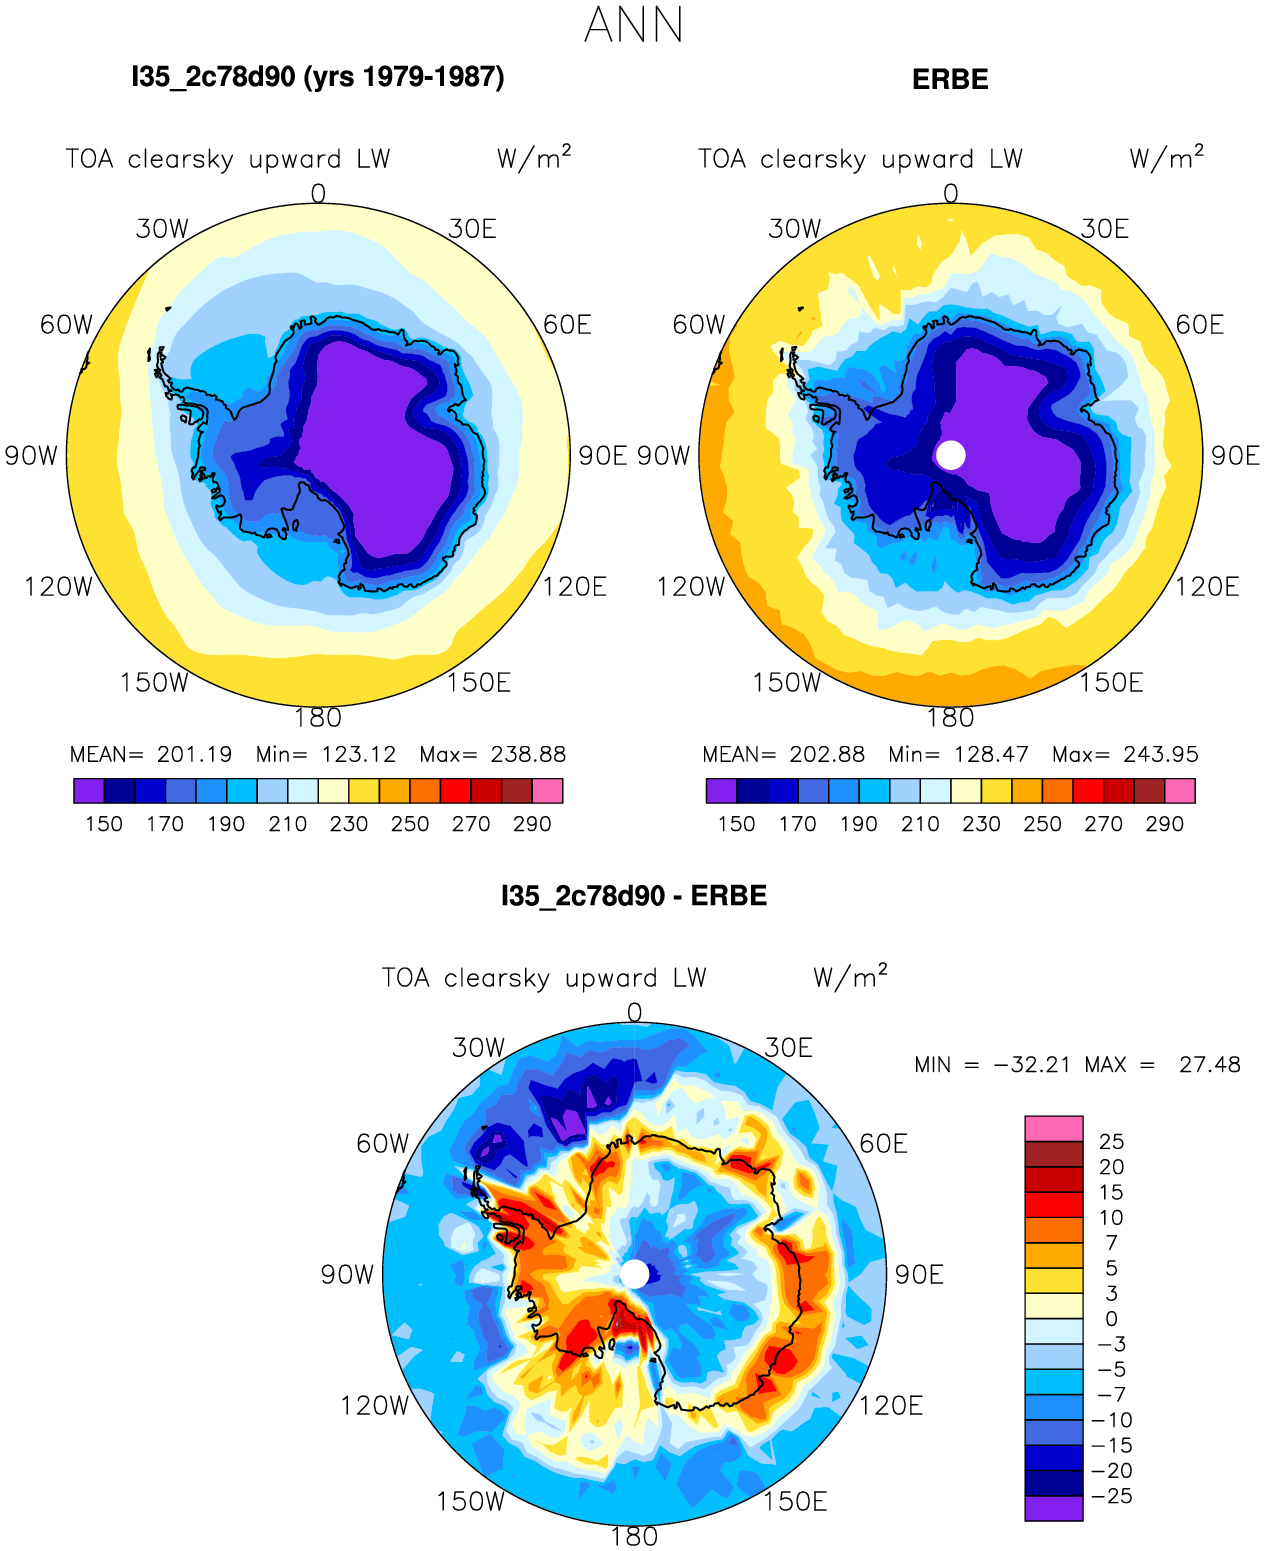 ANN
I35_2c78d90 (yrs 1979-1987)
TOA clearsky upward LW W/m²
0
30W 30E
60W 60E
90W 90E
120W 120E
150W 150E
180
MEAN= 201.19 Min= 123.12 Max= 238.88
150 170 190 210 230 250 270 290
ERBE
TOA clearsky upward LW W/m²
0
30W 30E
60W 60E
90W 90E
120W 120E
150W 150E
180
MEAN= 202.88 Min= 128.47 Max= 243.95
150 170 190 210 230 250 270 290
I35_2c78d90 - ERBE
TOA clearsky upward LW W/m²
0
30W 30E
60W 60E
90W 90E
120W 120E
150W 150E
180
MIN = −32.21 MAX = 27.48
25
20
15
10
7
5
3
0
−3
−5
−7
−10
−15
−20
−25